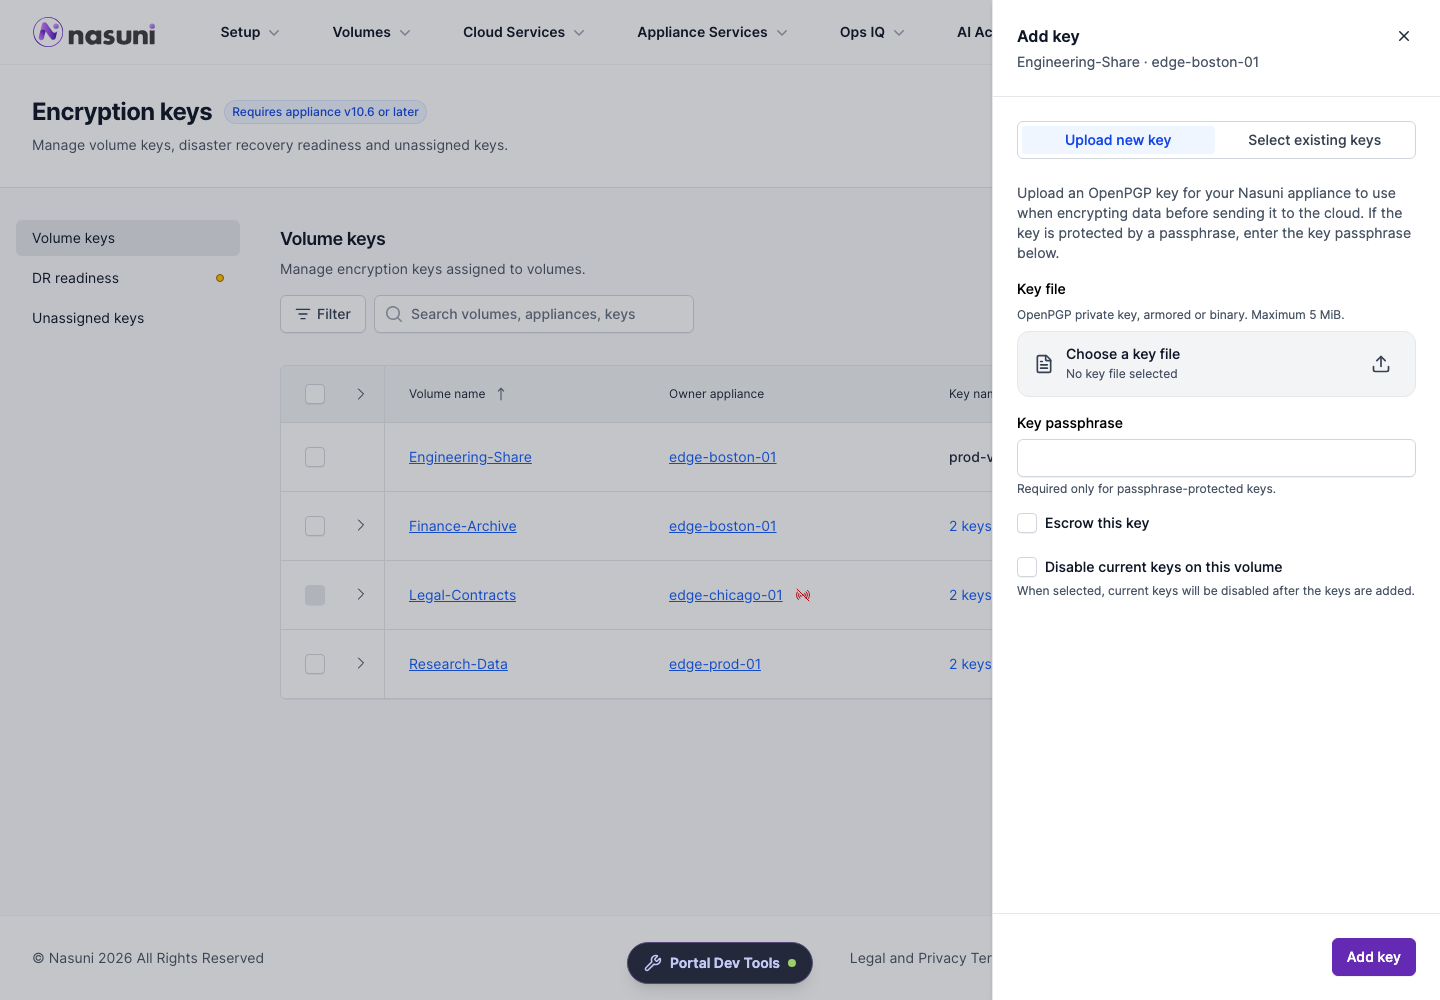 nasuni
Setup
Volumes
Cloud Services
Appliance Services
Ops IQ
AI Ac
Encryption keys
Requires appliance v10.6 or later
Manage volume keys, disaster recovery readiness and unassigned keys.
Volume keys
DR readiness
Unassigned keys
Volume keys
Manage encryption keys assigned to volumes.
Filter
Search volumes, appliances, keys
Volume name
Owner appliance
Key nan
Engineering-Share
edge-boston-01
prod-v
Finance-Archive
edge-boston-01
2 keys
Legal-Contracts
edge-chicago-01
2 keys
Research-Data
edge-prod-01
2 keys
© Nasuni 2026 All Rights Reserved
Portal Dev Tools
Legal and Privacy Ter
Add key
Engineering-Share · edge-boston-01
Upload new key
Select existing keys
Upload an OpenPGP key for your Nasuni appliance to use
when encrypting data before sending it to the cloud. If the
key is protected by a passphrase, enter the key passphrase
below.
Key file
OpenPGP private key, armored or binary. Maximum 5 MiB.
Choose a key file
No key file selected
Key passphrase
Required only for passphrase-protected keys.
Escrow this key
Disable current keys on this volume
When selected, current keys will be disabled after the keys are added.
Add key